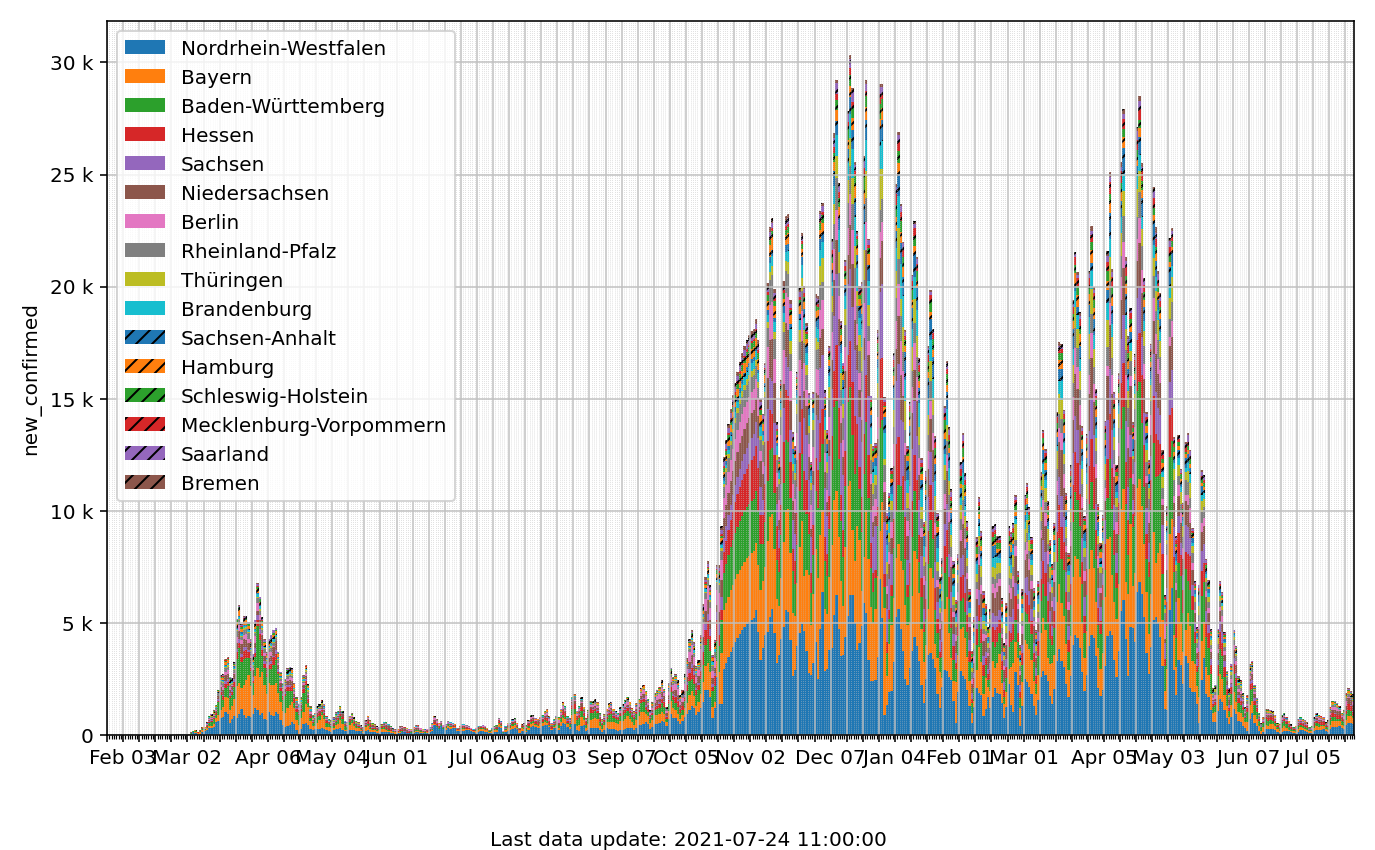 30 k
25 k
20 k
15 k
10 k
5 k
0
new_confirmed
Nordrhein-Westfalen
Bayern
Baden-Württemberg
Hessen
Sachsen
Niedersachsen
Berlin
Rheinland-Pfalz
Thüringen
Brandenburg
Sachsen-Anhalt
Hamburg
Schleswig-Holstein
Mecklenburg-Vorpommern
Saarland
Bremen
Feb 03 Mar 02 Apr 06 May 04 Jun 01 Jul 06 Aug 03 Sep 07 Oct 05 Nov 02 Dec 07 Jan 04 Feb 01 Mar 01 Apr 05 May 03 Jun 07 Jul 05
Last data update: 2021-07-24 11:00:00